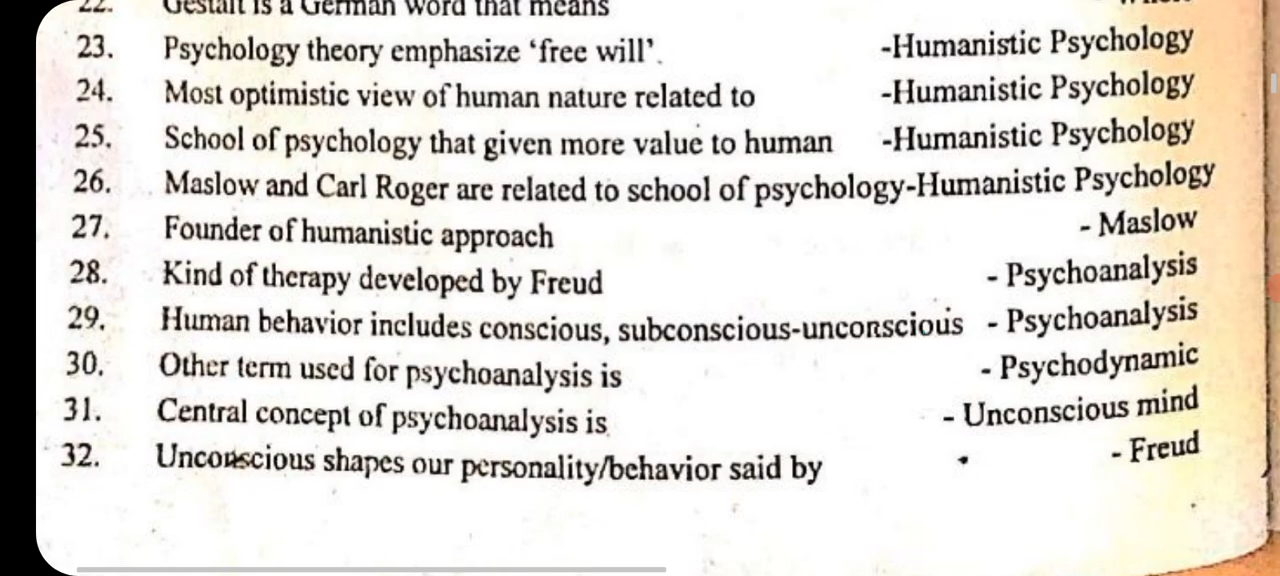 22. Gestalt is a German word that means
23. Psychology theory emphasize ‘free will’. -Humanistic Psychology
24. Most optimistic view of human nature related to -Humanistic Psychology
25. School of psychology that given more value to human -Humanistic Psychology
26. Maslow and Carl Roger are related to school of psychology-Humanistic Psychology
27. Founder of humanistic approach - Maslow
28. Kind of therapy developed by Freud - Psychoanalysis
29. Human behavior includes conscious, subconscious-unconscious - Psychoanalysis
30. Other term used for psychoanalysis is - Psychodynamic
31. Central concept of psychoanalysis is - Unconscious mind
32. Unconscious shapes our personality/behavior said by - Freud